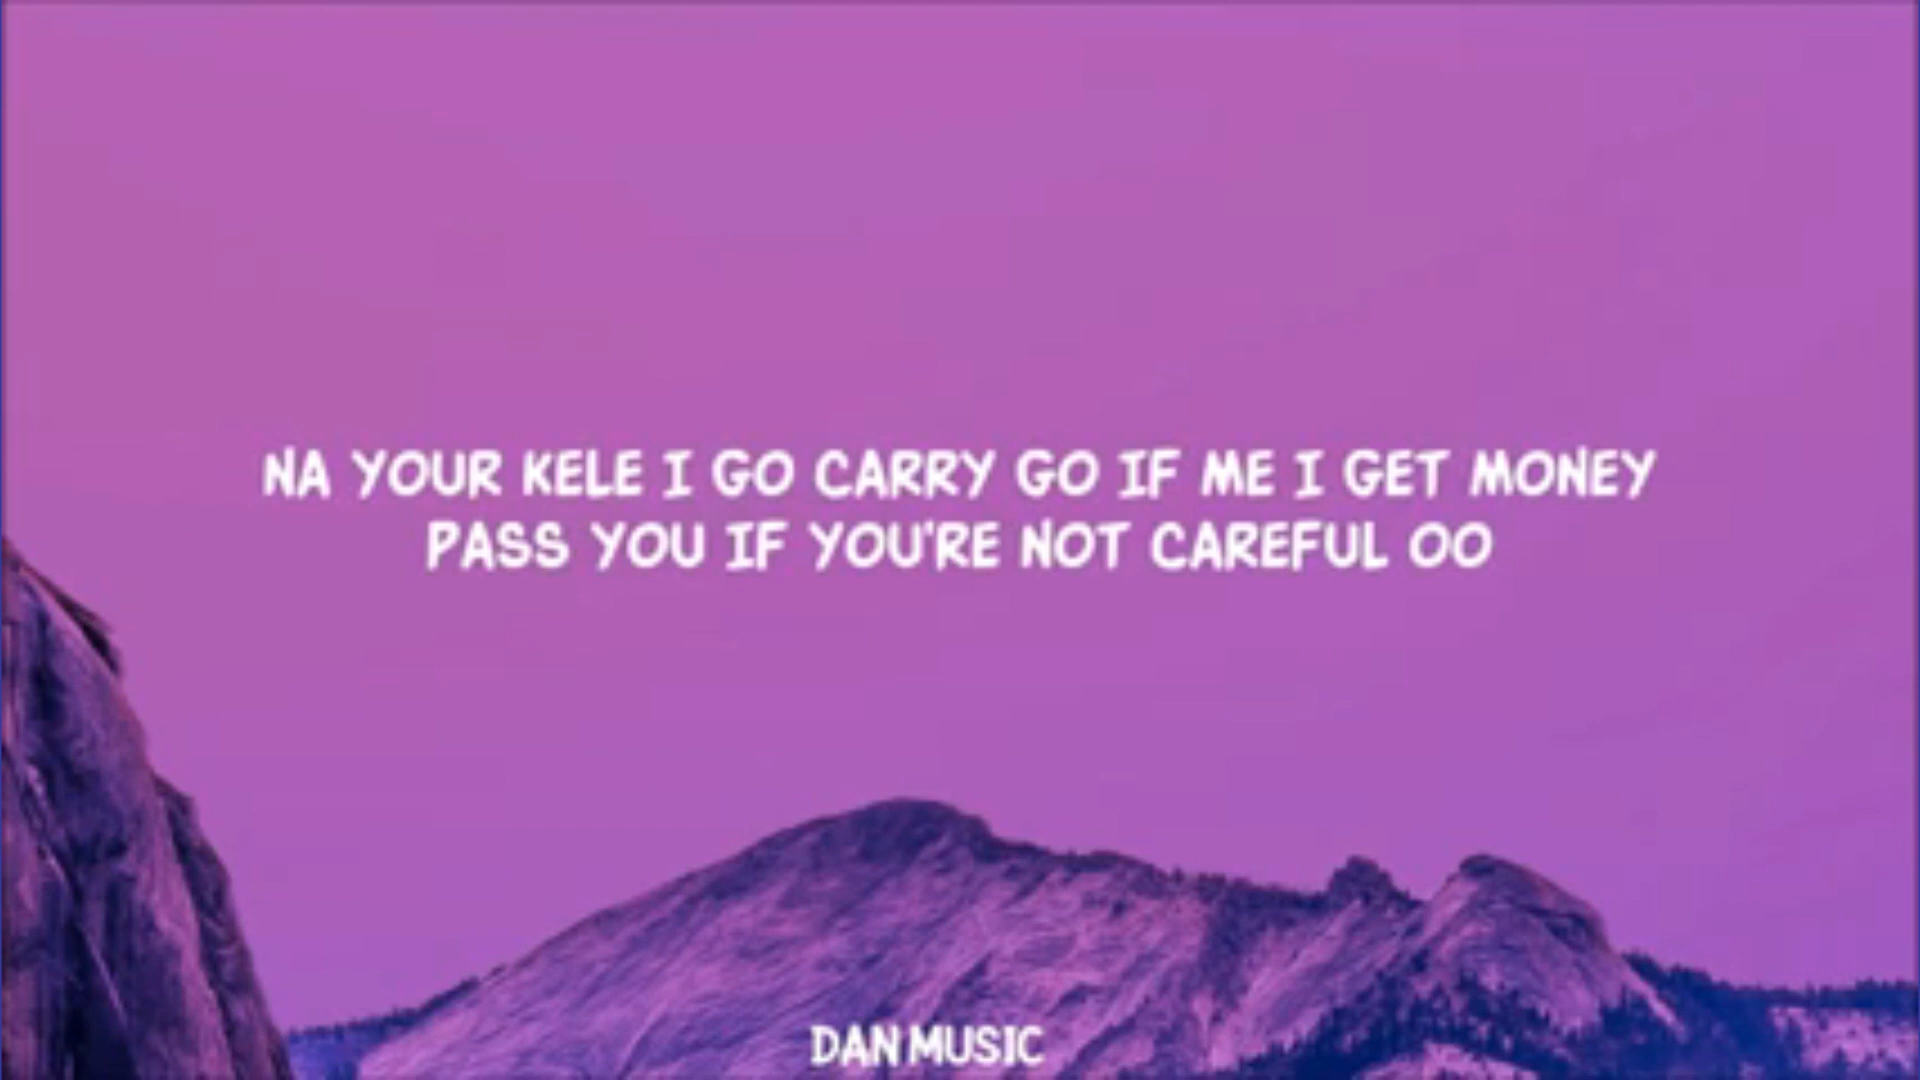 NA YOUR KELE I GO CARRY GO IF ME I GET MONEY
PASS YOU IF YOU'RE NOT CAREFUL OO
DAN MUSIC